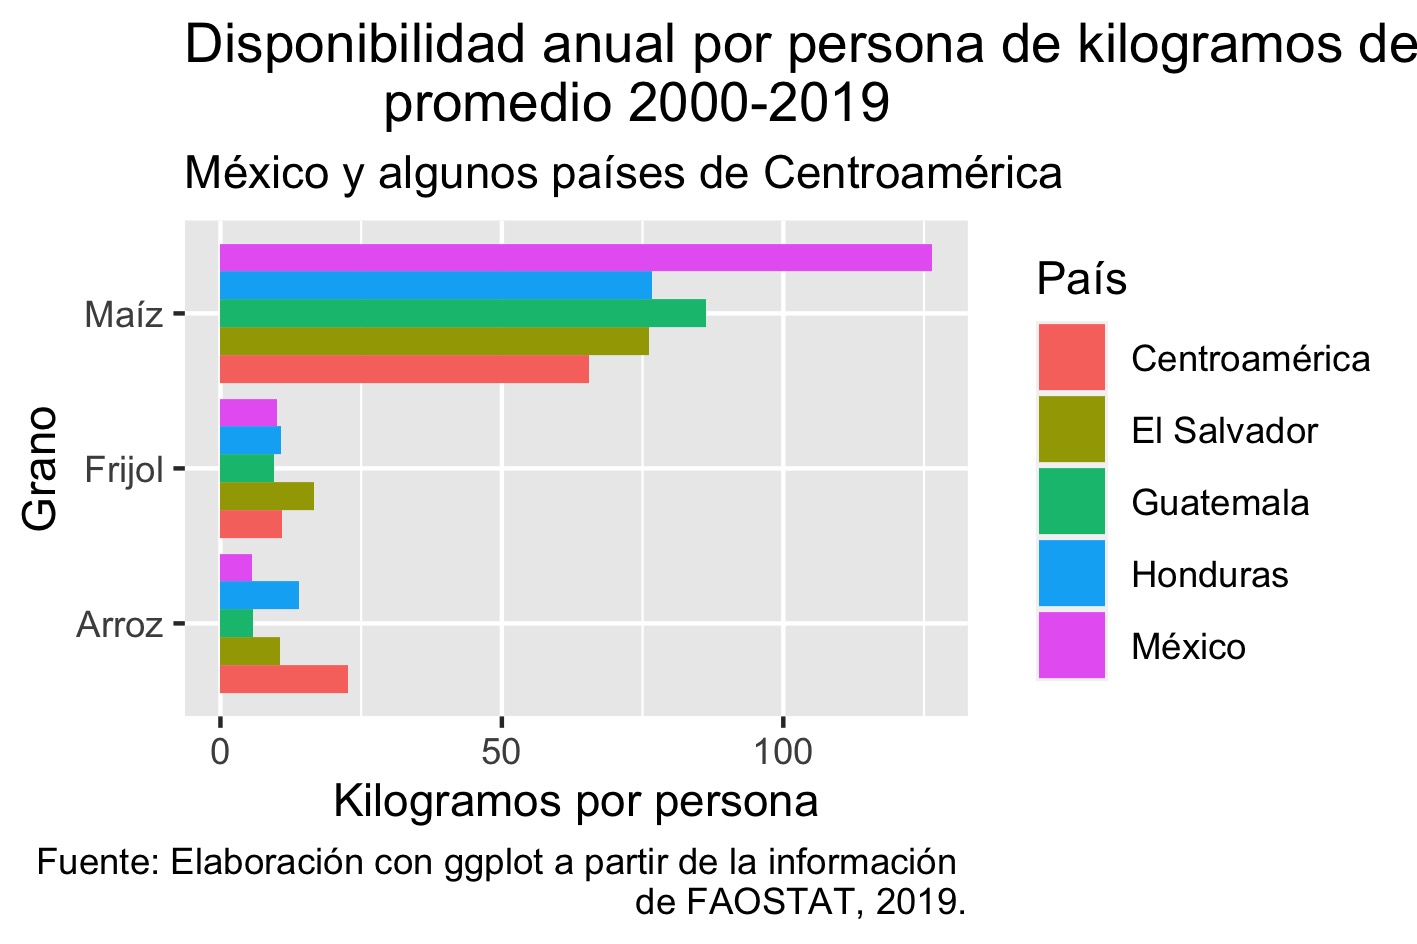 Disponibilidad anual por persona de kilogramos de
promedio 2000-2019
México y algunos países de Centroamérica
Grano
Maíz
Frijol
Arroz
0
50
100
Kilogramos por persona
País
Centroamérica
El Salvador
Guatemala
Honduras
México
Fuente: Elaboración con ggplot a partir de la información
de FAOSTAT, 2019.